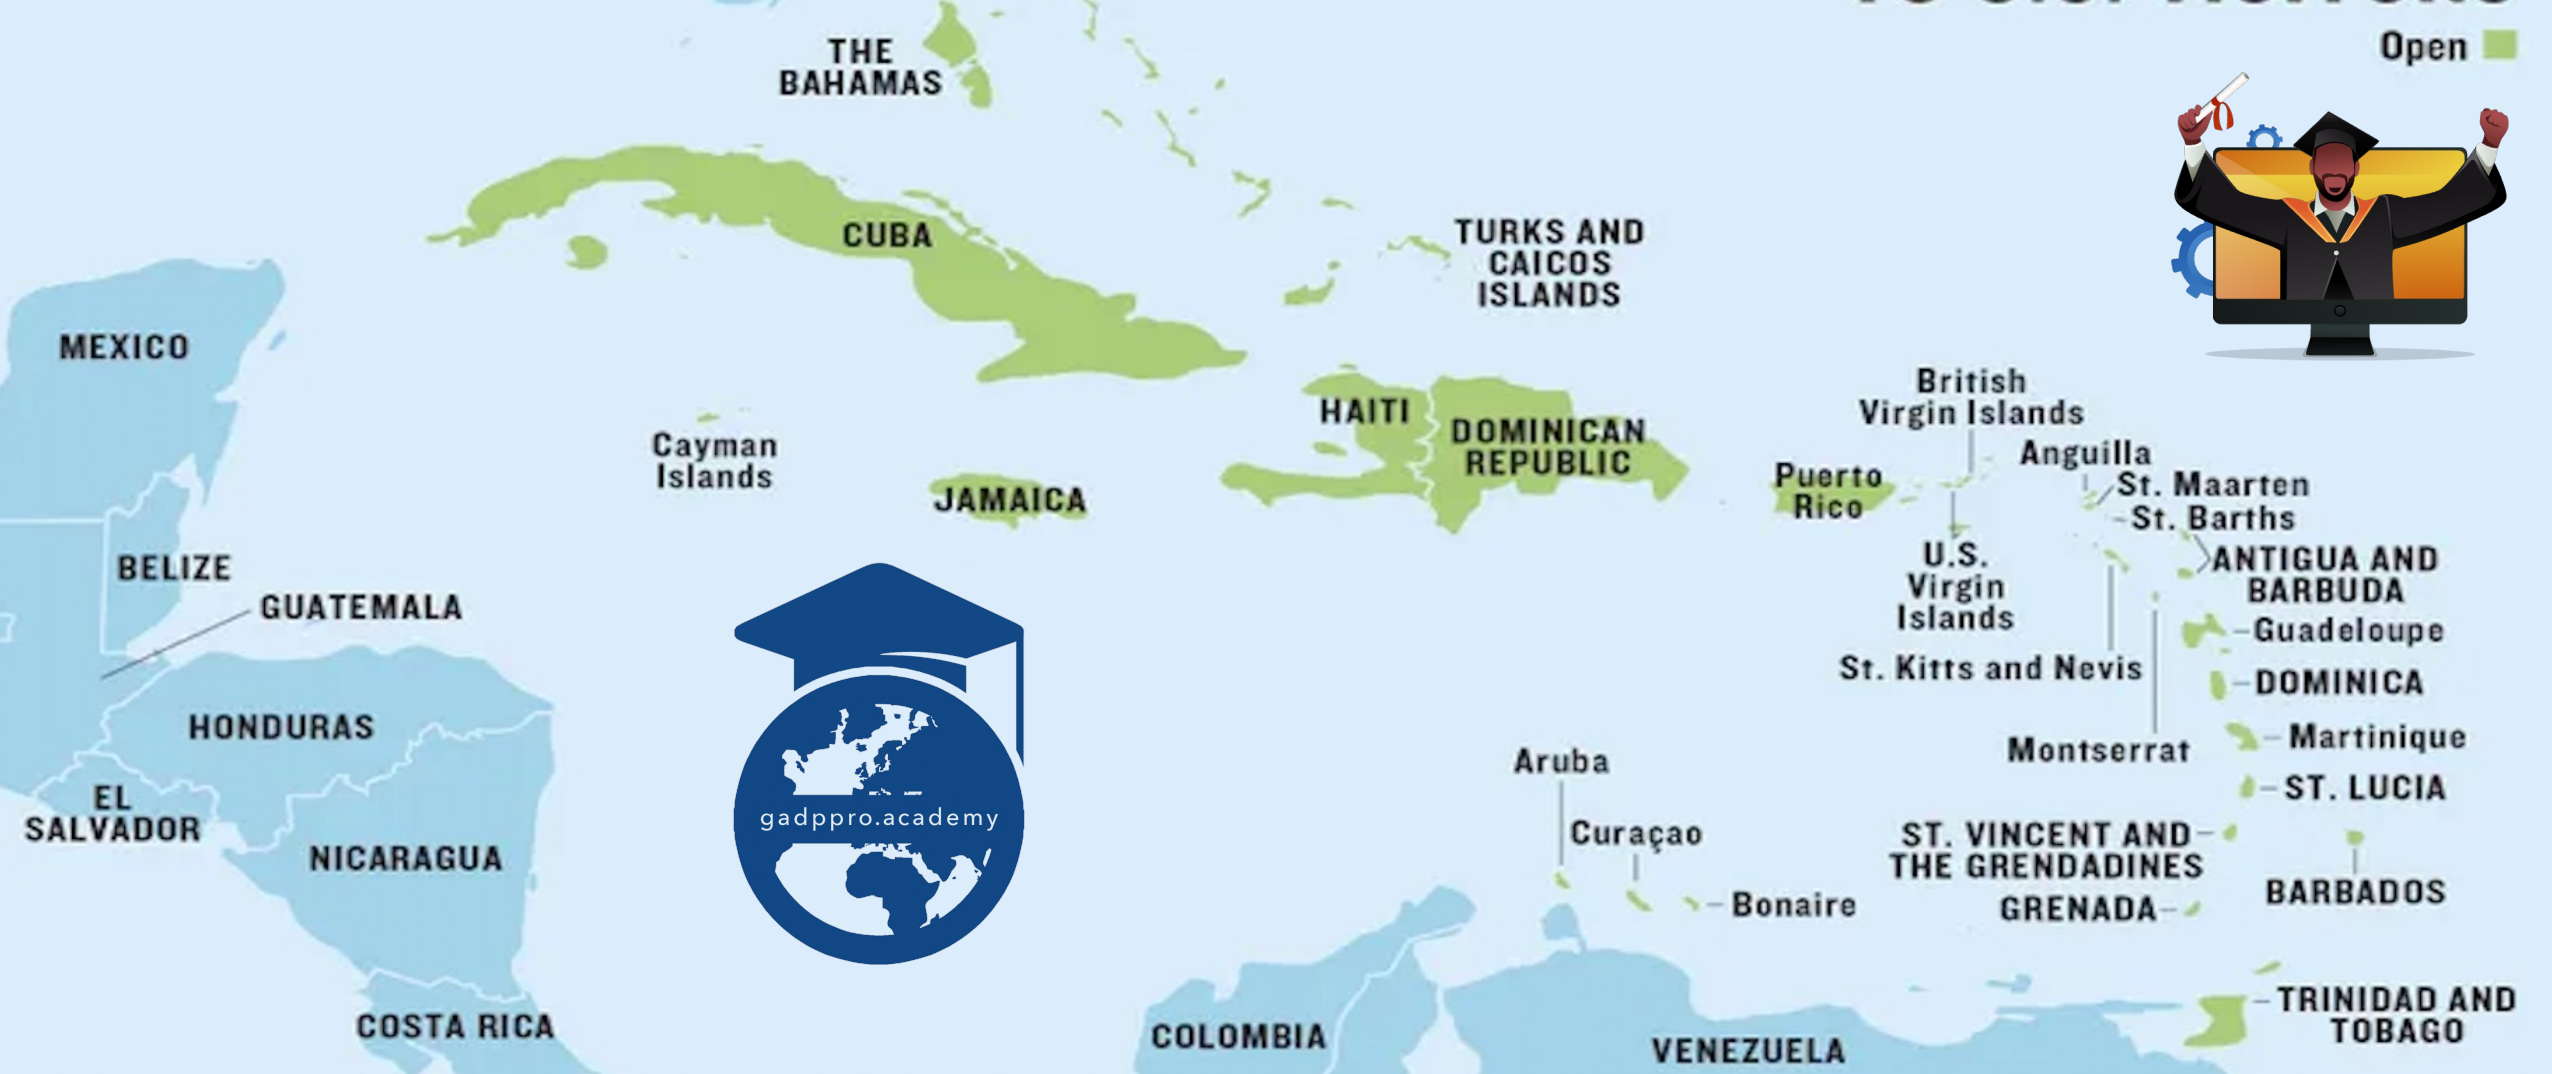 Open
THE
BAHAMAS
CUBA
TURKS AND
CAICOS
ISLANDS
MEXICO
British
Virgin Islands
HAITI
DOMINICAN
REPUBLIC
Cayman
Islands
Anguilla
Puerto
Rico
St. Maarten
St. Barths
JAMAICA
U.S.
Virgin
Islands
ANTIGUA AND
BARBUDA
BELIZE
GUATEMALA
Guadeloupe
St. Kitts and Nevis
DOMINICA
HONDURAS
Montserrat
Martinique
Aruba
ST. LUCIA
EL
SALVADOR
gadppro.academy
Curaçao
ST. VINCENT AND
THE GRENDADINES
NICARAGUA
BARBADOS
Bonaire
GRENADA
COSTA RICA
COLOMBIA
VENEZUELA
TRINIDAD AND
TOBAGO